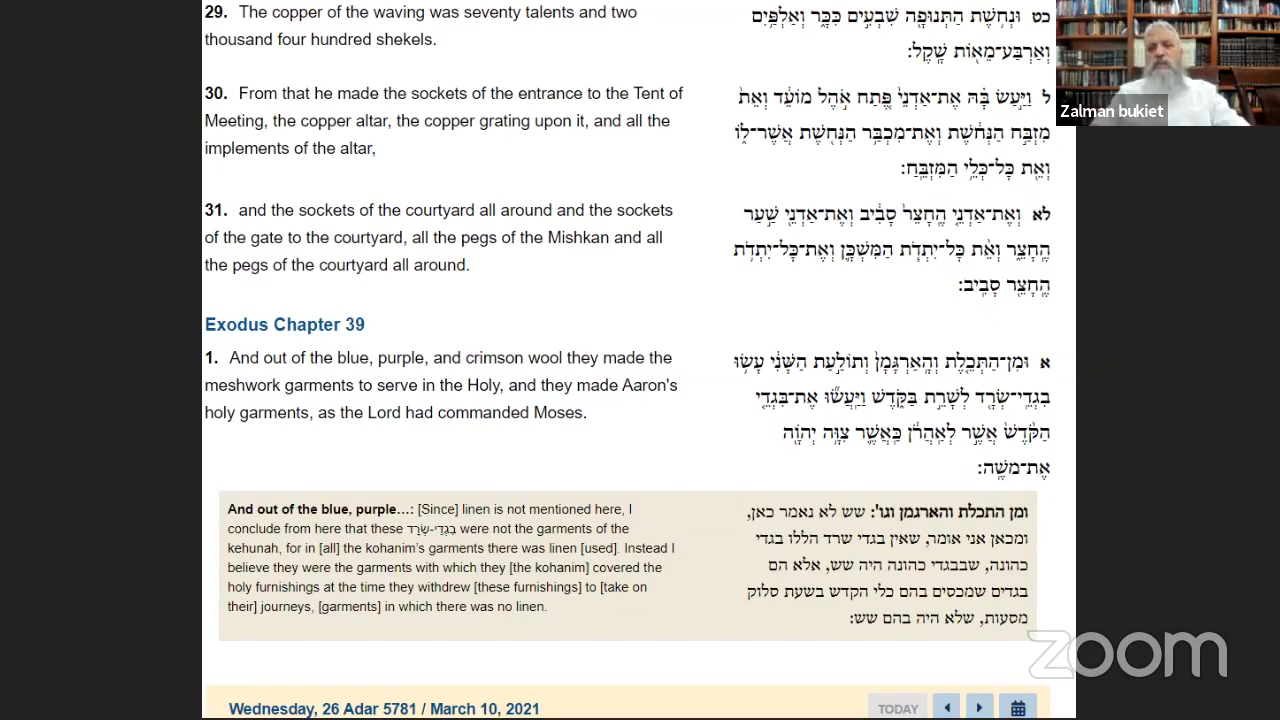 29. The copper of the waving was seventy talents and two
thousand four hundred shekels.
כט וּנְחֹ֥שֶׁת הַתְּנוּפָ֖ה שִׁבְעִ֣ים כִּכָּ֑ר וְאַלְפַּ֥יִם
וְאַרְבַּע־מֵא֖וֹת שָֽׁקֶל׃
30. From that he made the sockets of the entrance to the Tent of
Meeting, the copper altar, the copper grating upon it, and all the
implements of the altar,
ל וַיַּ֣עַשׂ בָּ֗הּ אֶת־אַדְנֵי֙ פֶּ֚תַח אֹ֣הֶל מוֹעֵ֔ד וְאֵת֙
מִזְבַּ֣ח הַנְּחֹ֔שֶׁת וְאֶת־מִכְבַּ֥ר הַנְּחֹ֖שֶׁת אֲשֶׁר־ל֑וֹ
וְאֵ֖ת כָּל־כְּלֵ֥י הַמִּזְבֵּֽחַ׃
31. and the sockets of the courtyard all around and the sockets
of the gate to the courtyard, all the pegs of the Mishkan and all
the pegs of the courtyard all around.
לא וְאֶת־אַדְנֵ֤י הֶֽחָצֵר֙ סָבִ֔יב וְאֶת־אַדְנֵ֖י שַׁ֣עַר
הֶֽחָצֵ֑ר וְאֵ֨ת כָּל־יִתְדֹ֧ת הַמִּשְׁכָּ֛ן וְאֶת־כָּל־יִתְדֹ֥ת
הֶֽחָצֵ֖ר סָבִֽיב׃
Exodus Chapter 39
1. And out of the blue, purple, and crimson wool they made the
meshwork garments to serve in the Holy, and they made Aaron's
holy garments, as the Lord had commanded Moses.
א וּמִן־הַתְּכֵ֤לֶת וְהָֽאַרְגָּמָן֙ וְתוֹלַ֣עַת הַשָּׁנִ֔י עָשׂ֥וּ
בִגְדֵֽי־שְׂרָ֖ד לְשָׁרֵ֣ת בַּקֹּ֑דֶשׁ וַֽיַּֽעֲשׂ֞וּ אֶת־בִּגְדֵ֤י
הַקֹּ֨דֶשׁ֙ אֲשֶׁ֣ר לְאַֽהֲרֹ֔ן כַּֽאֲשֶׁ֛ר צִוָּ֥ה יְהֹוָ֖ה
אֶת־משֶֽׁה׃
And out of the blue, purple…: [Since] linen is not mentioned here, I
conclude from here that these בִגְדֵי-שְׂרָד were not the garments of the
kehunah, for in [all] the kohanim’s garments there was linen [used]. Instead I
believe they were the garments with which they [the kohanim] covered the
holy furnishings at the time they withdrew [these furnishings] to [take on
their] journeys, [garments] in which there was no linen.
ומן התכלת והארגמן וגו': שש לא נאמר כאן,
ומכאן אני אומר, שאין בגדי שרד הללו בגדי
כהונה, שבבגדי כהונה היה שש, אלא הם
בגדים שמכסים בהם כלי הקדש בשעת סלוק
מסעות, שלא היה בהם שש:
Wednesday, 26 Adar 5781 / March 10, 2021
TODAY
Zalman bukiet
zoom